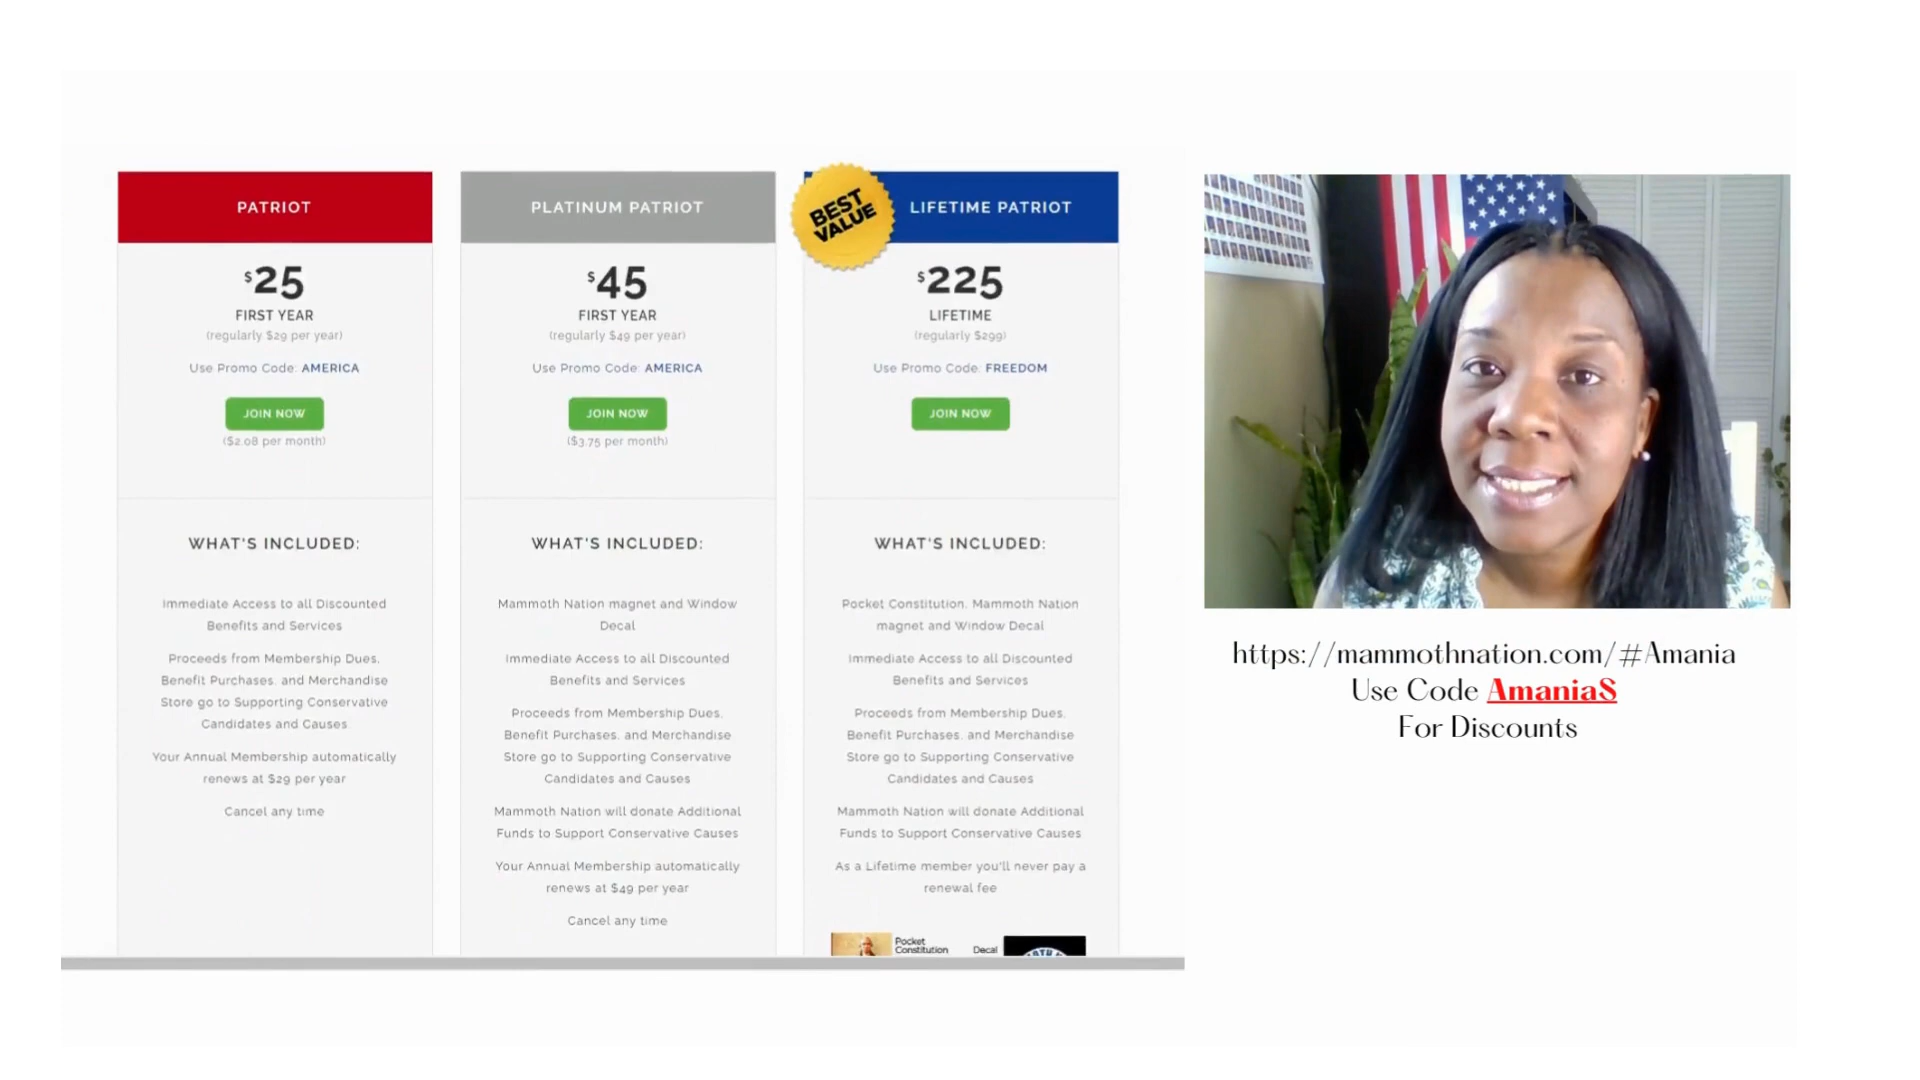 PATRIOT
$25
FIRST YEAR
(regularly $29 per year)
Use Promo Code: AMERICA
JOIN NOW
($2.08 per month)
WHAT'S INCLUDED:
Immediate Access to all Discounted
Benefits and Services
Proceeds from Membership Dues,
Benefit Purchases, and Merchandise
Store go to Supporting Conservative
Candidates and Causes
Your Annual Membership automatically
renews at $29 per year
Cancel any time
PLATINUM PATRIOT
$45
FIRST YEAR
(regularly $49 per year)
Use Promo Code: AMERICA
JOIN NOW
($3.75 per month)
WHAT'S INCLUDED:
Mammoth Nation magnet and Window
Decal
Immediate Access to all Discounted
Benefits and Services
Proceeds from Membership Dues,
Benefit Purchases, and Merchandise
Store go to Supporting Conservative
Candidates and Causes
Mammoth Nation will donate Additional
Funds to Support Conservative Causes
Your Annual Membership automatically
renews at $49 per year
Cancel any time
BEST
VALUE
LIFETIME PATRIOT
$225
LIFETIME
(regularly $299)
Use Promo Code: FREEDOM
JOIN NOW
WHAT'S INCLUDED:
Pocket Constitution, Mammoth Nation
magnet and Window Decal
Immediate Access to all Discounted
Benefits and Services
Proceeds from Membership Dues,
Benefit Purchases, and Merchandise
Store go to Supporting Conservative
Candidates and Causes
Mammoth Nation will donate Additional
Funds to Support Conservative Causes
As a Lifetime member you'll never pay a
renewal fee
Pocket
Constitution
Decal
https://mammothnation.com/#Amania
Use Code AmaniaS
For Discounts